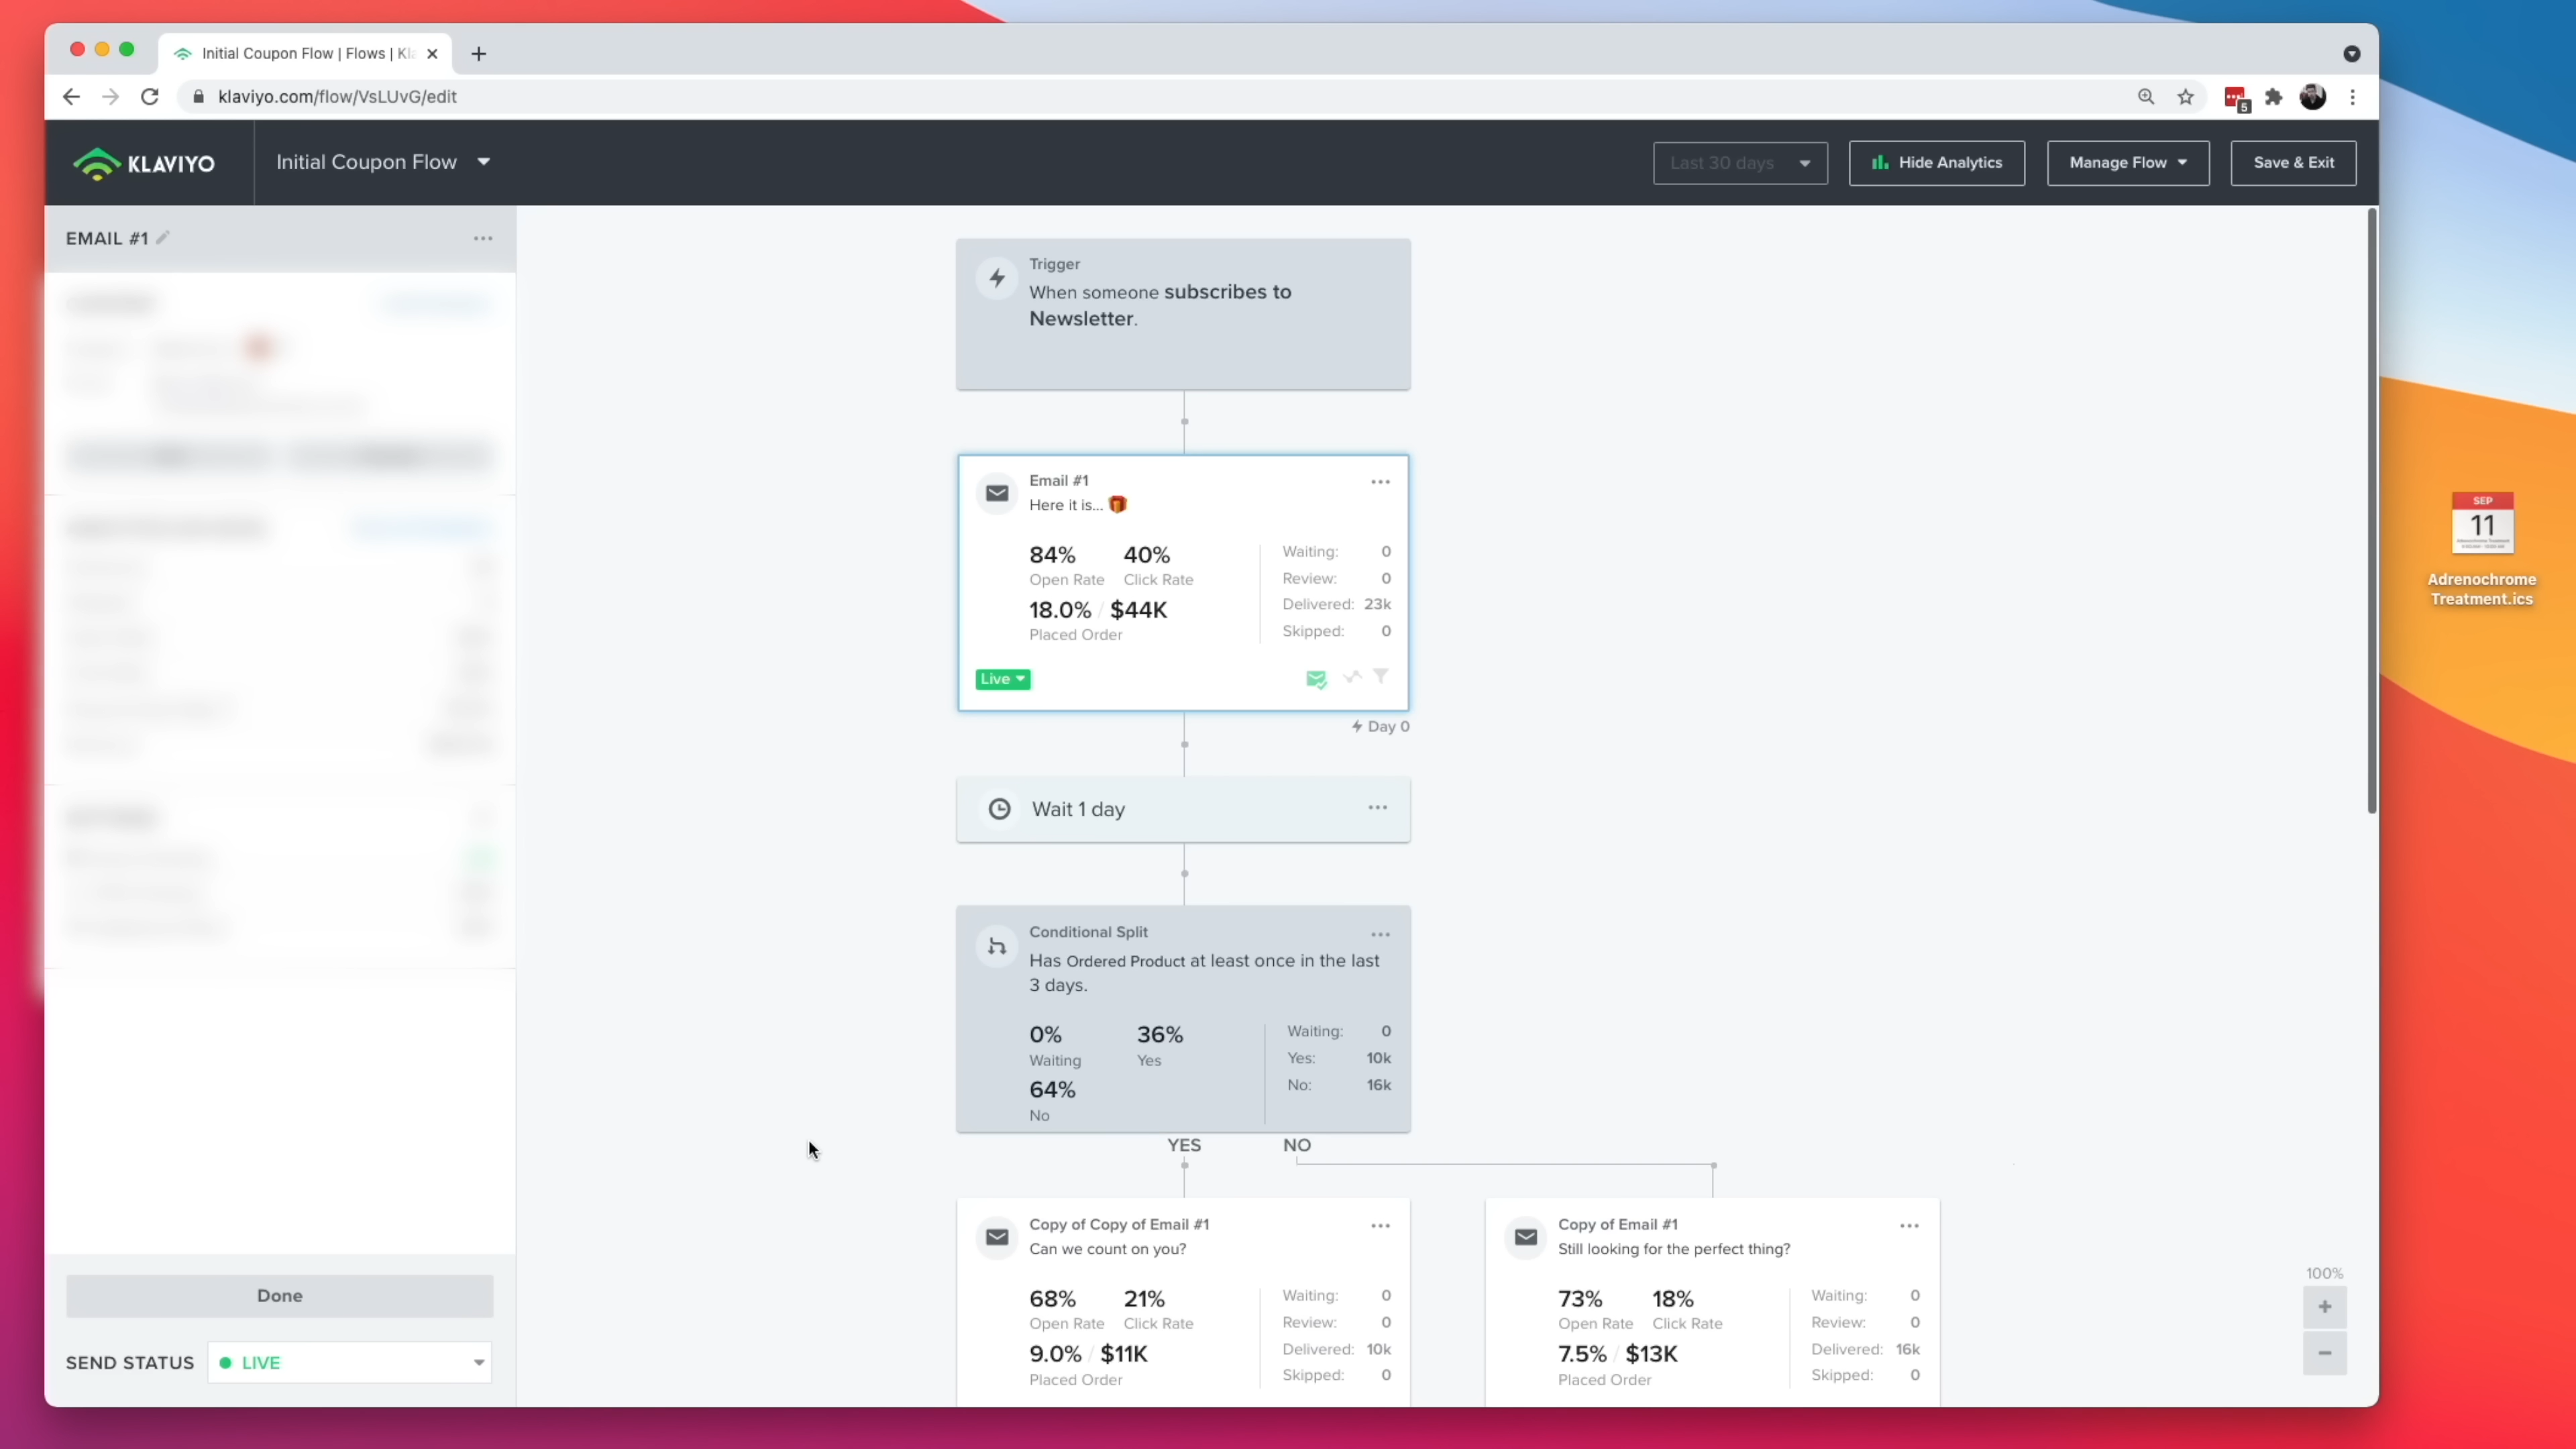 Initial Coupon Flow | Flows | Kla
klaviyo.com/flow/VsLUvG/edit
5
KLAVIYO
Initial Coupon Flow
Last 30 days
Hide Analytics
Manage Flow
Save & Exit
EMAIL #1
Trigger
When someone subscribes to
Newsletter.
Email #1
Here it is... 🎁
84%
40%
Open Rate
Click Rate
18.0% / $44K
Placed Order
Waiting: 0
Review: 0
Delivered: 23k
Skipped: 0
Live
Day 0
Wait 1 day
Conditional Split
Has Ordered Product at least once in the last
3 days.
0%
36%
Waiting
Yes
64%
No
Waiting: 0
Yes: 10k
No: 16k
YES
NO
Copy of Copy of Email #1
Can we count on you?
68%
21%
Open Rate
Click Rate
9.0% / $11K
Placed Order
Waiting: 0
Review: 0
Delivered: 10k
Skipped: 0
Copy of Email #1
Still looking for the perfect thing?
73%
18%
Open Rate
Click Rate
7.5% / $13K
Placed Order
Waiting: 0
Review: 0
Delivered: 16k
Skipped: 0
Done
SEND STATUS
LIVE
100%
SEP
11
Adrenochrome
Treatment.ics